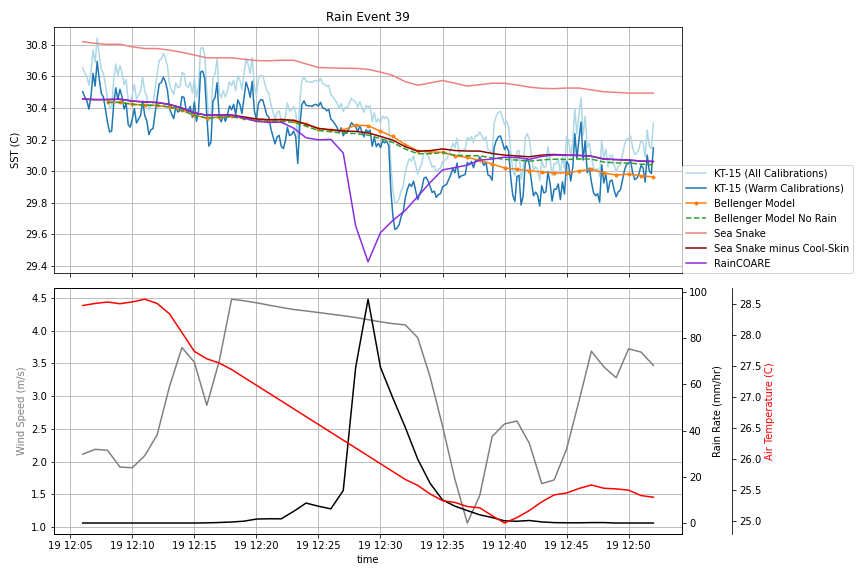 Rain Event 39
SST (C)
30.8
30.6
30.4
30.2
30.0
29.8
29.6
29.4
KT-15 (All Calibrations)
KT-15 (Warm Calibrations)
Bellenger Model
Bellenger Model No Rain
Sea Snake
Sea Snake minus Cool-Skin
RainCOARE
Wind Speed (m/s)
4.5
4.0
3.5
3.0
2.5
2.0
1.5
1.0
100
80
60
40
20
0
Rain Rate (mm/hr)
28.5
28.0
27.5
27.0
26.5
26.0
25.5
25.0
Air Temperature (C)
19 12:05 19 12:10 19 12:15 19 12:20 19 12:25 19 12:30 19 12:35 19 12:40 19 12:45 19 12:50
time